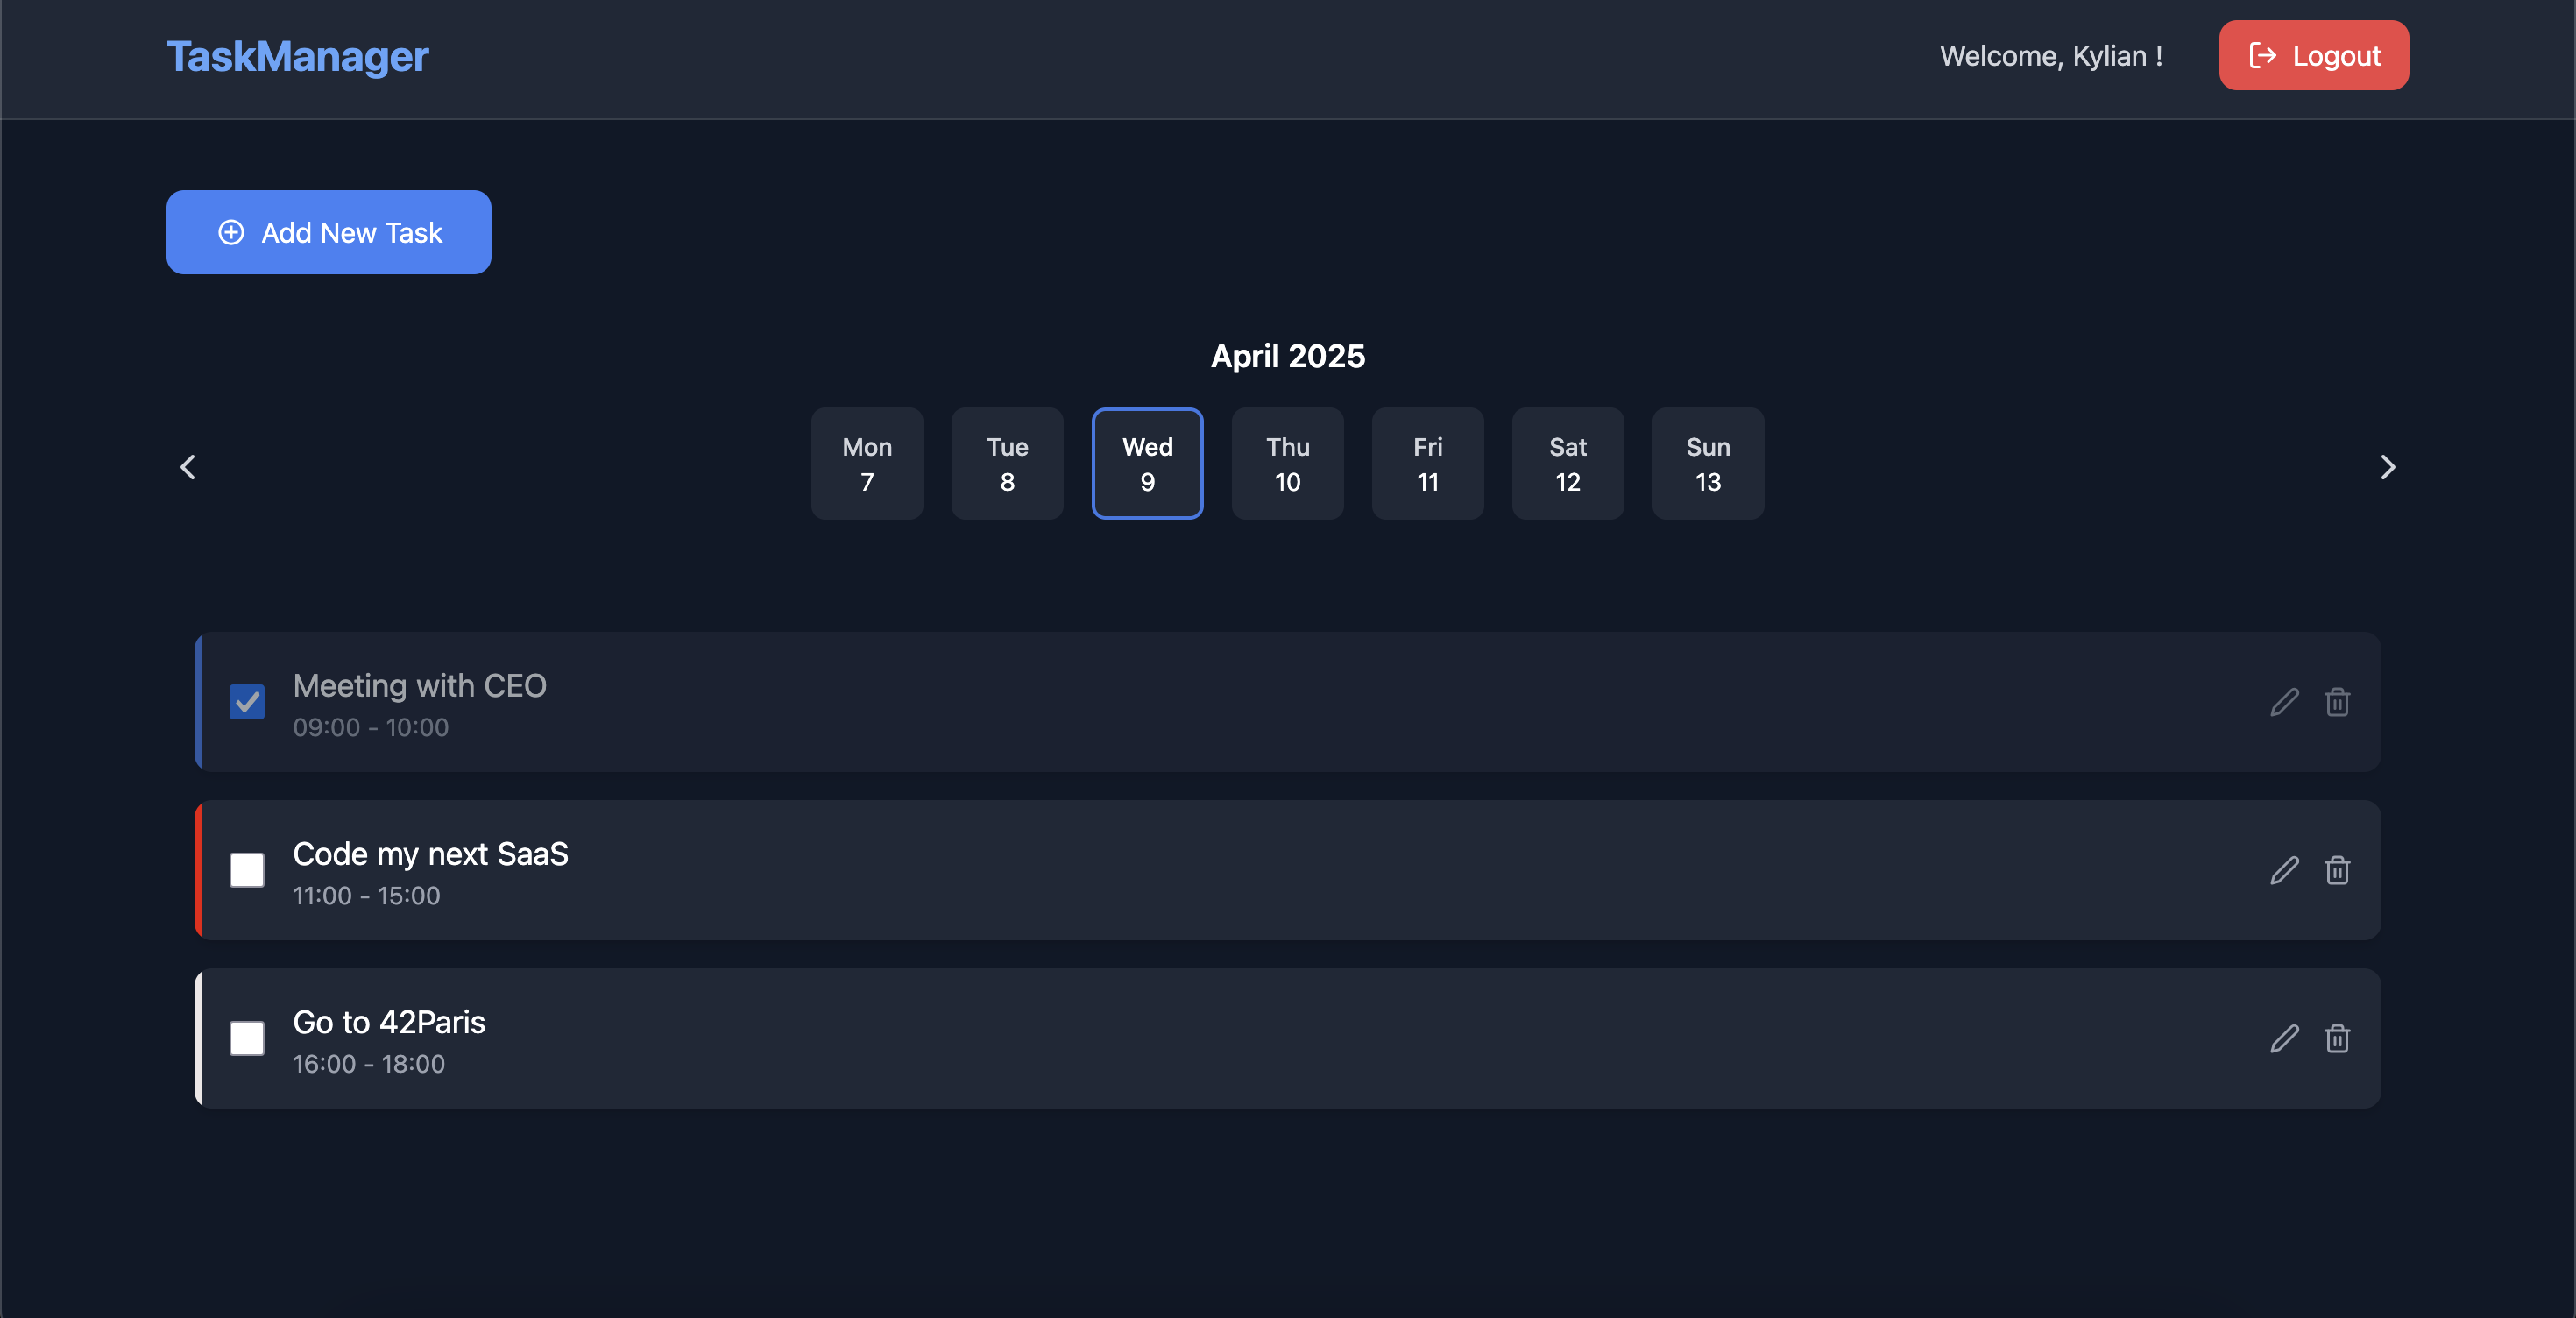 TaskManager
Welcome, Kylian !
Logout
Add New Task
April 2025
Mon Tue Wed Thu Fri Sat Sun
7 8 9 10 11 12 13
Meeting with CEO
09:00 - 10:00
Code my next SaaS
11:00 - 15:00
Go to 42Paris
16:00 - 18:00